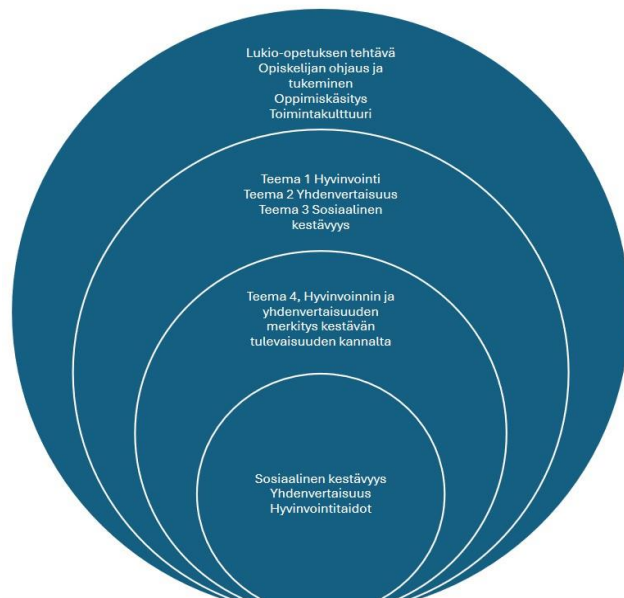 Lukio-opetuksen tehtävä
Opiskelijan ohjaus ja
tukeminen
Oppimiskäsitys
Toimintakulttuuri
Teema 1 Hyvinvointi
Teema 2 Yhdenvertaisuus
Teema 3 Sosiaalinen
kestävyys
Teema 4, Hyvinvoinnin ja
yhdenvertaisuuden
merkitys kestävän
tulevaisuuden kannalta
Sosiaalinen kestävyys
Yhdenvertaisuus
Hyvinvointitaidot